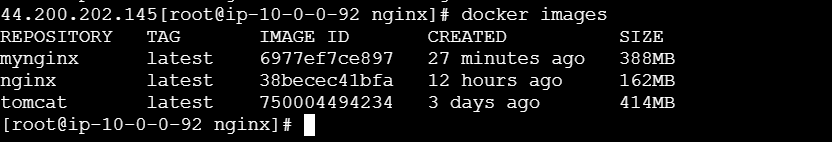 44.200.202.145[root@ip-10-0-0-92 nginx]# docker images
REPOSITORY TAG IMAGE ID CREATED SIZE
mynginx latest 6977ef7ce897 27 minutes ago 388MB
nginx latest 38becec41bfa 12 hours ago 162MB
tomcat latest 750004494234 3 days ago 414MB
[root@ip-10-0-0-92 nginx]#